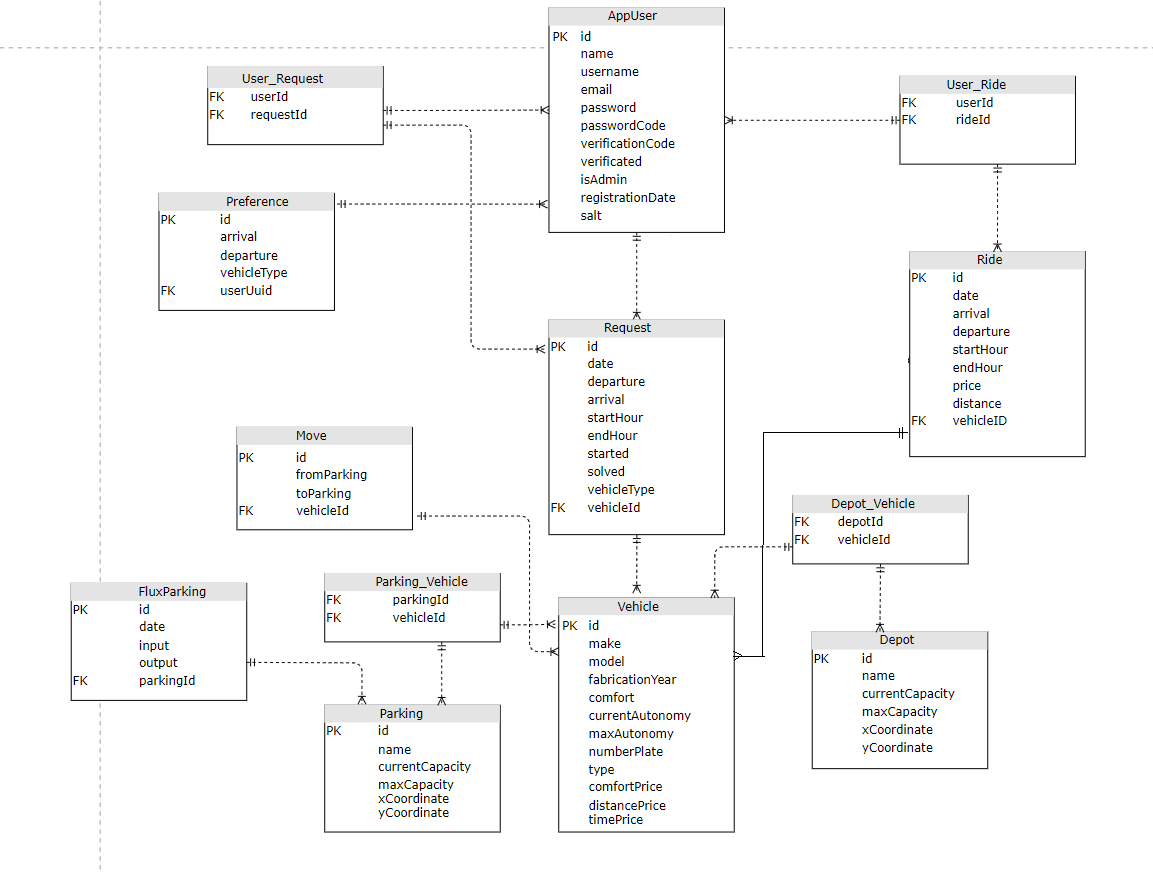 AppUser
PK id
name
username
email
password
passwordCode
verificationCode
verificated
isAdmin
registrationDate
salt
User_Request
FK userId
FK requestId
User_Ride
FK userId
FK rideId
Preference
PK id
arrival
departure
vehicleType
FK userUuid
Ride
PK id
date
arrival
departure
startHour
endHour
price
distance
FK vehicleID
Request
PK id
date
departure
arrival
startHour
endHour
started
solved
vehicleType
FK vehicleId
Move
PK id
fromParking
toParking
FK vehicleId
Depot_Vehicle
FK depotId
FK vehicleId
Parking_Vehicle
FK parkingId
FK vehicleId
FluxParking
PK id
date
input
output
FK parkingId
Vehicle
PK id
make
model
fabricationYear
comfort
currentAutonomy
maxAutonomy
numberPlate
type
comfortPrice
distancePrice
timePrice
Depot
PK id
name
currentCapacity
maxCapacity
xCoordinate
yCoordinate
Parking
PK id
name
currentCapacity
maxCapacity
xCoordinate
yCoordinate